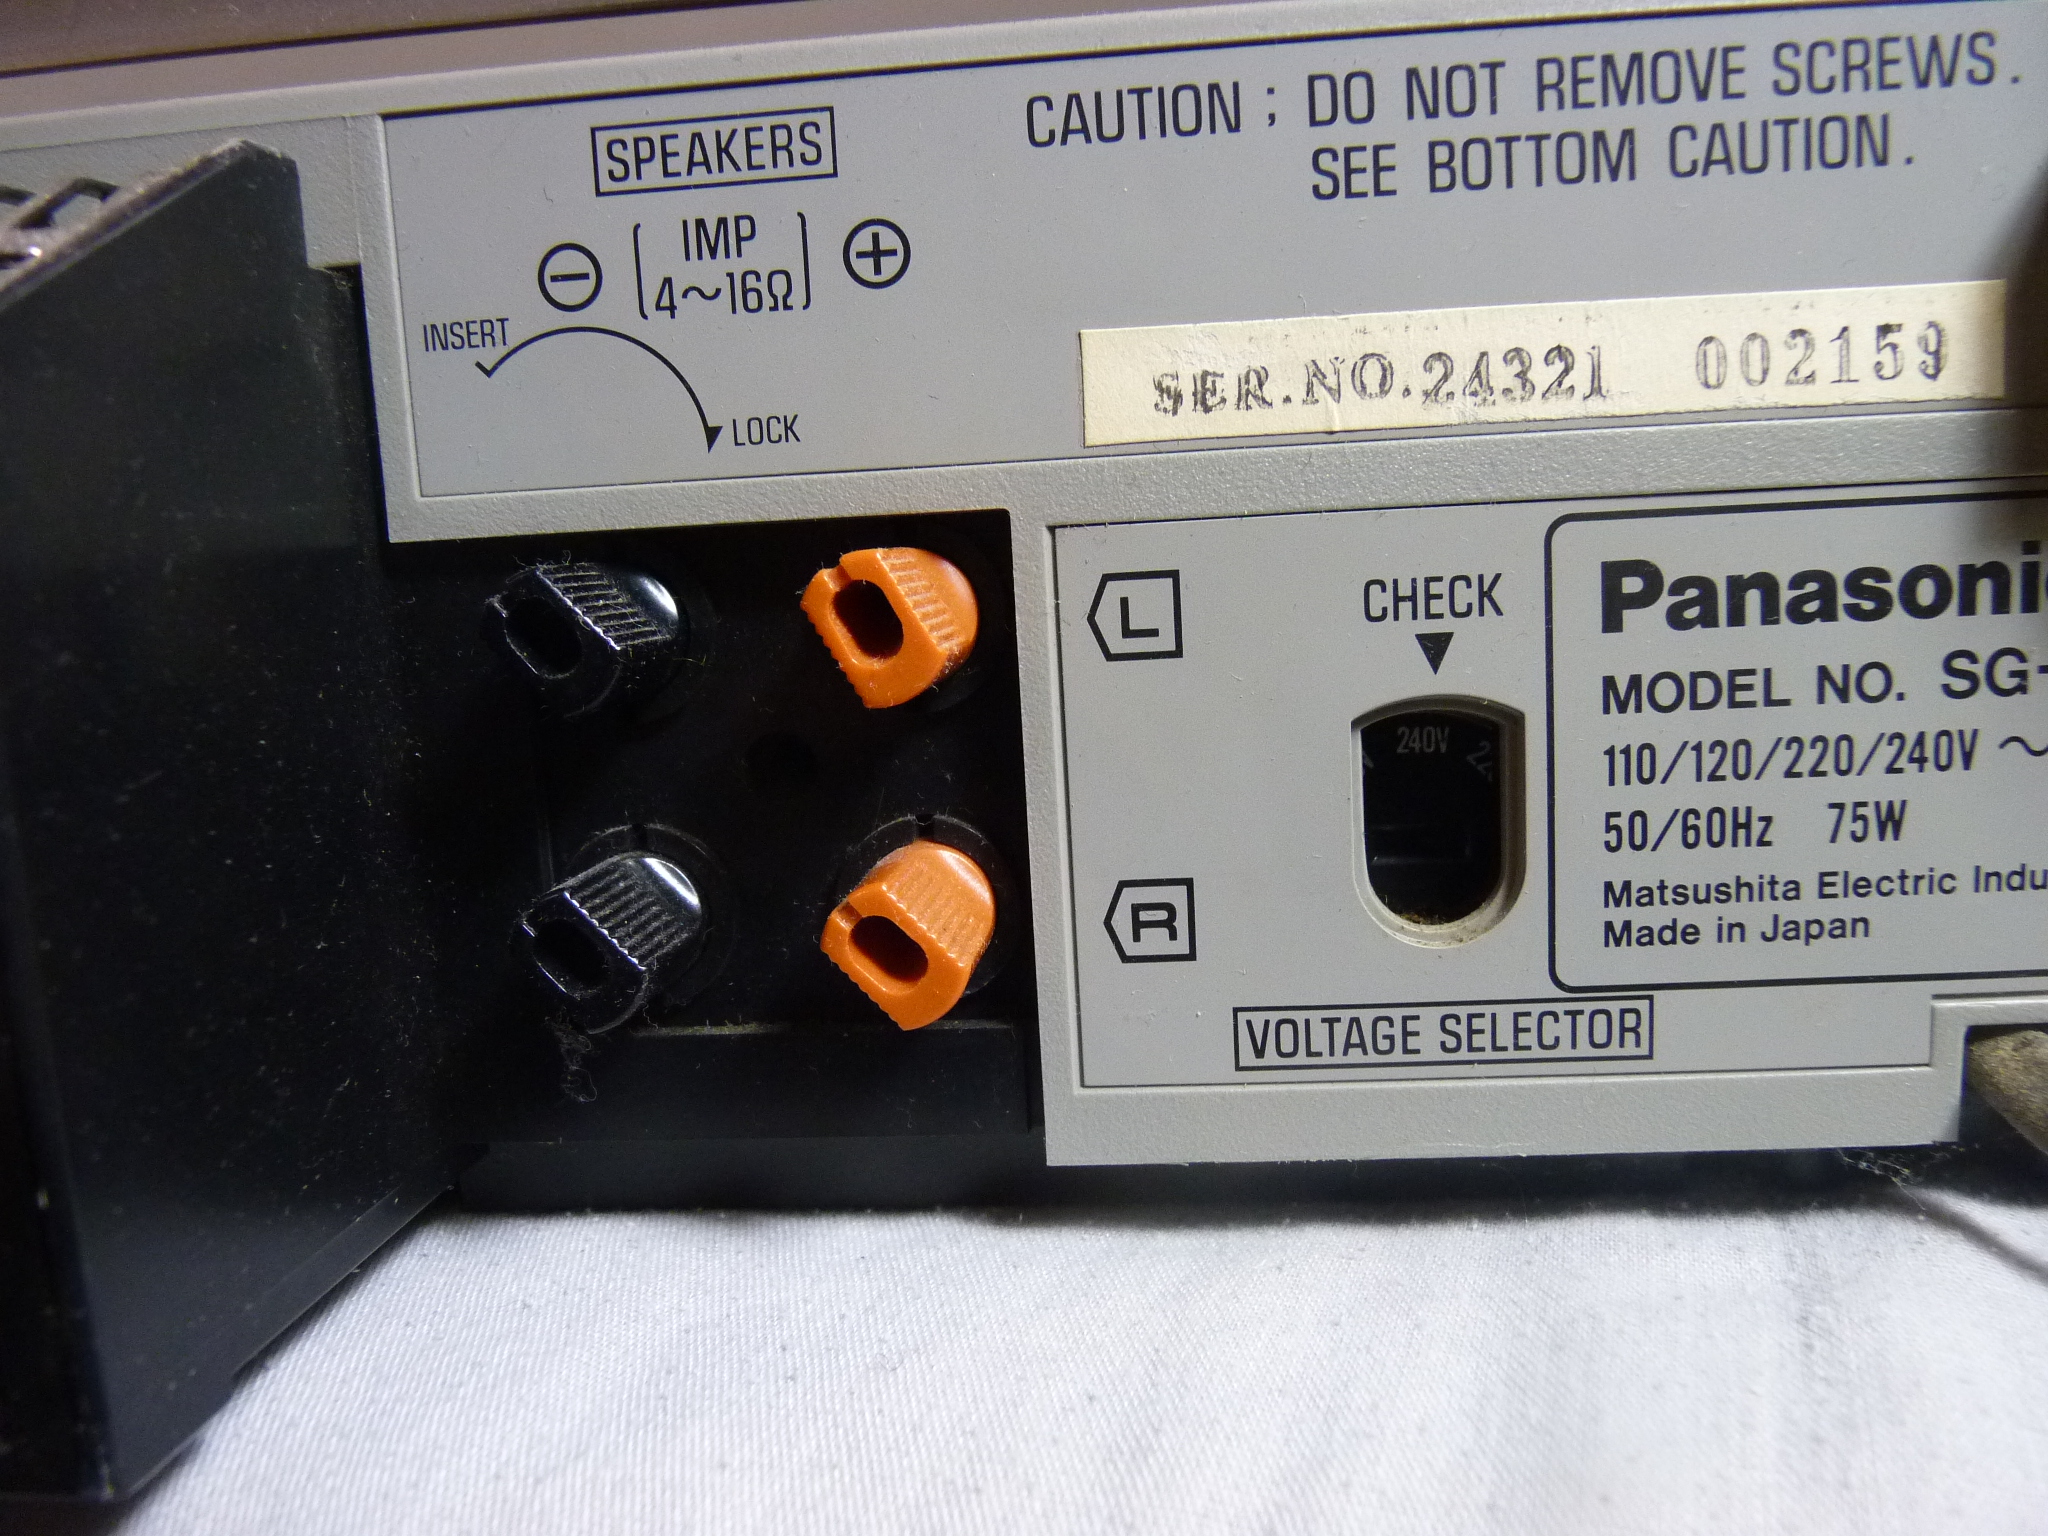 SPEAKERS
CAUTION ; DO NOT REMOVE SCREWS.
SEE BOTTOM CAUTION.
⊖ [IMP 4~16Ω] ⊕
INSERT
LOCK
SER.NO.24321 002159
L
R
CHECK
240V
VOLTAGE SELECTOR
Panasonic
MODEL NO. SG-
110/120/220/240V ~
50/60Hz 75W
Matsushita Electric Indu
Made in Japan